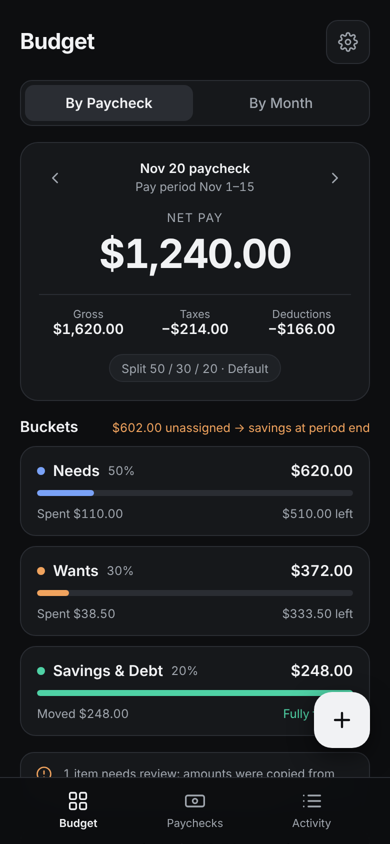 Budget
By Paycheck
By Month
Nov 20 paycheck
Pay period Nov 1–15
NET PAY
$1,240.00
Gross
Taxes
Deductions
$1,620.00
−$214.00
−$166.00
Split 50 / 30 / 20 · Default
Buckets
$602.00 unassigned → savings at period end
Needs 50%
$620.00
Spent $110.00
$510.00 left
Wants 30%
$372.00
Spent $38.50
$333.50 left
Savings & Debt 20%
$248.00
Moved $248.00
Fully
1 item needs review: amounts were copied from
Budget
Paychecks
Activity